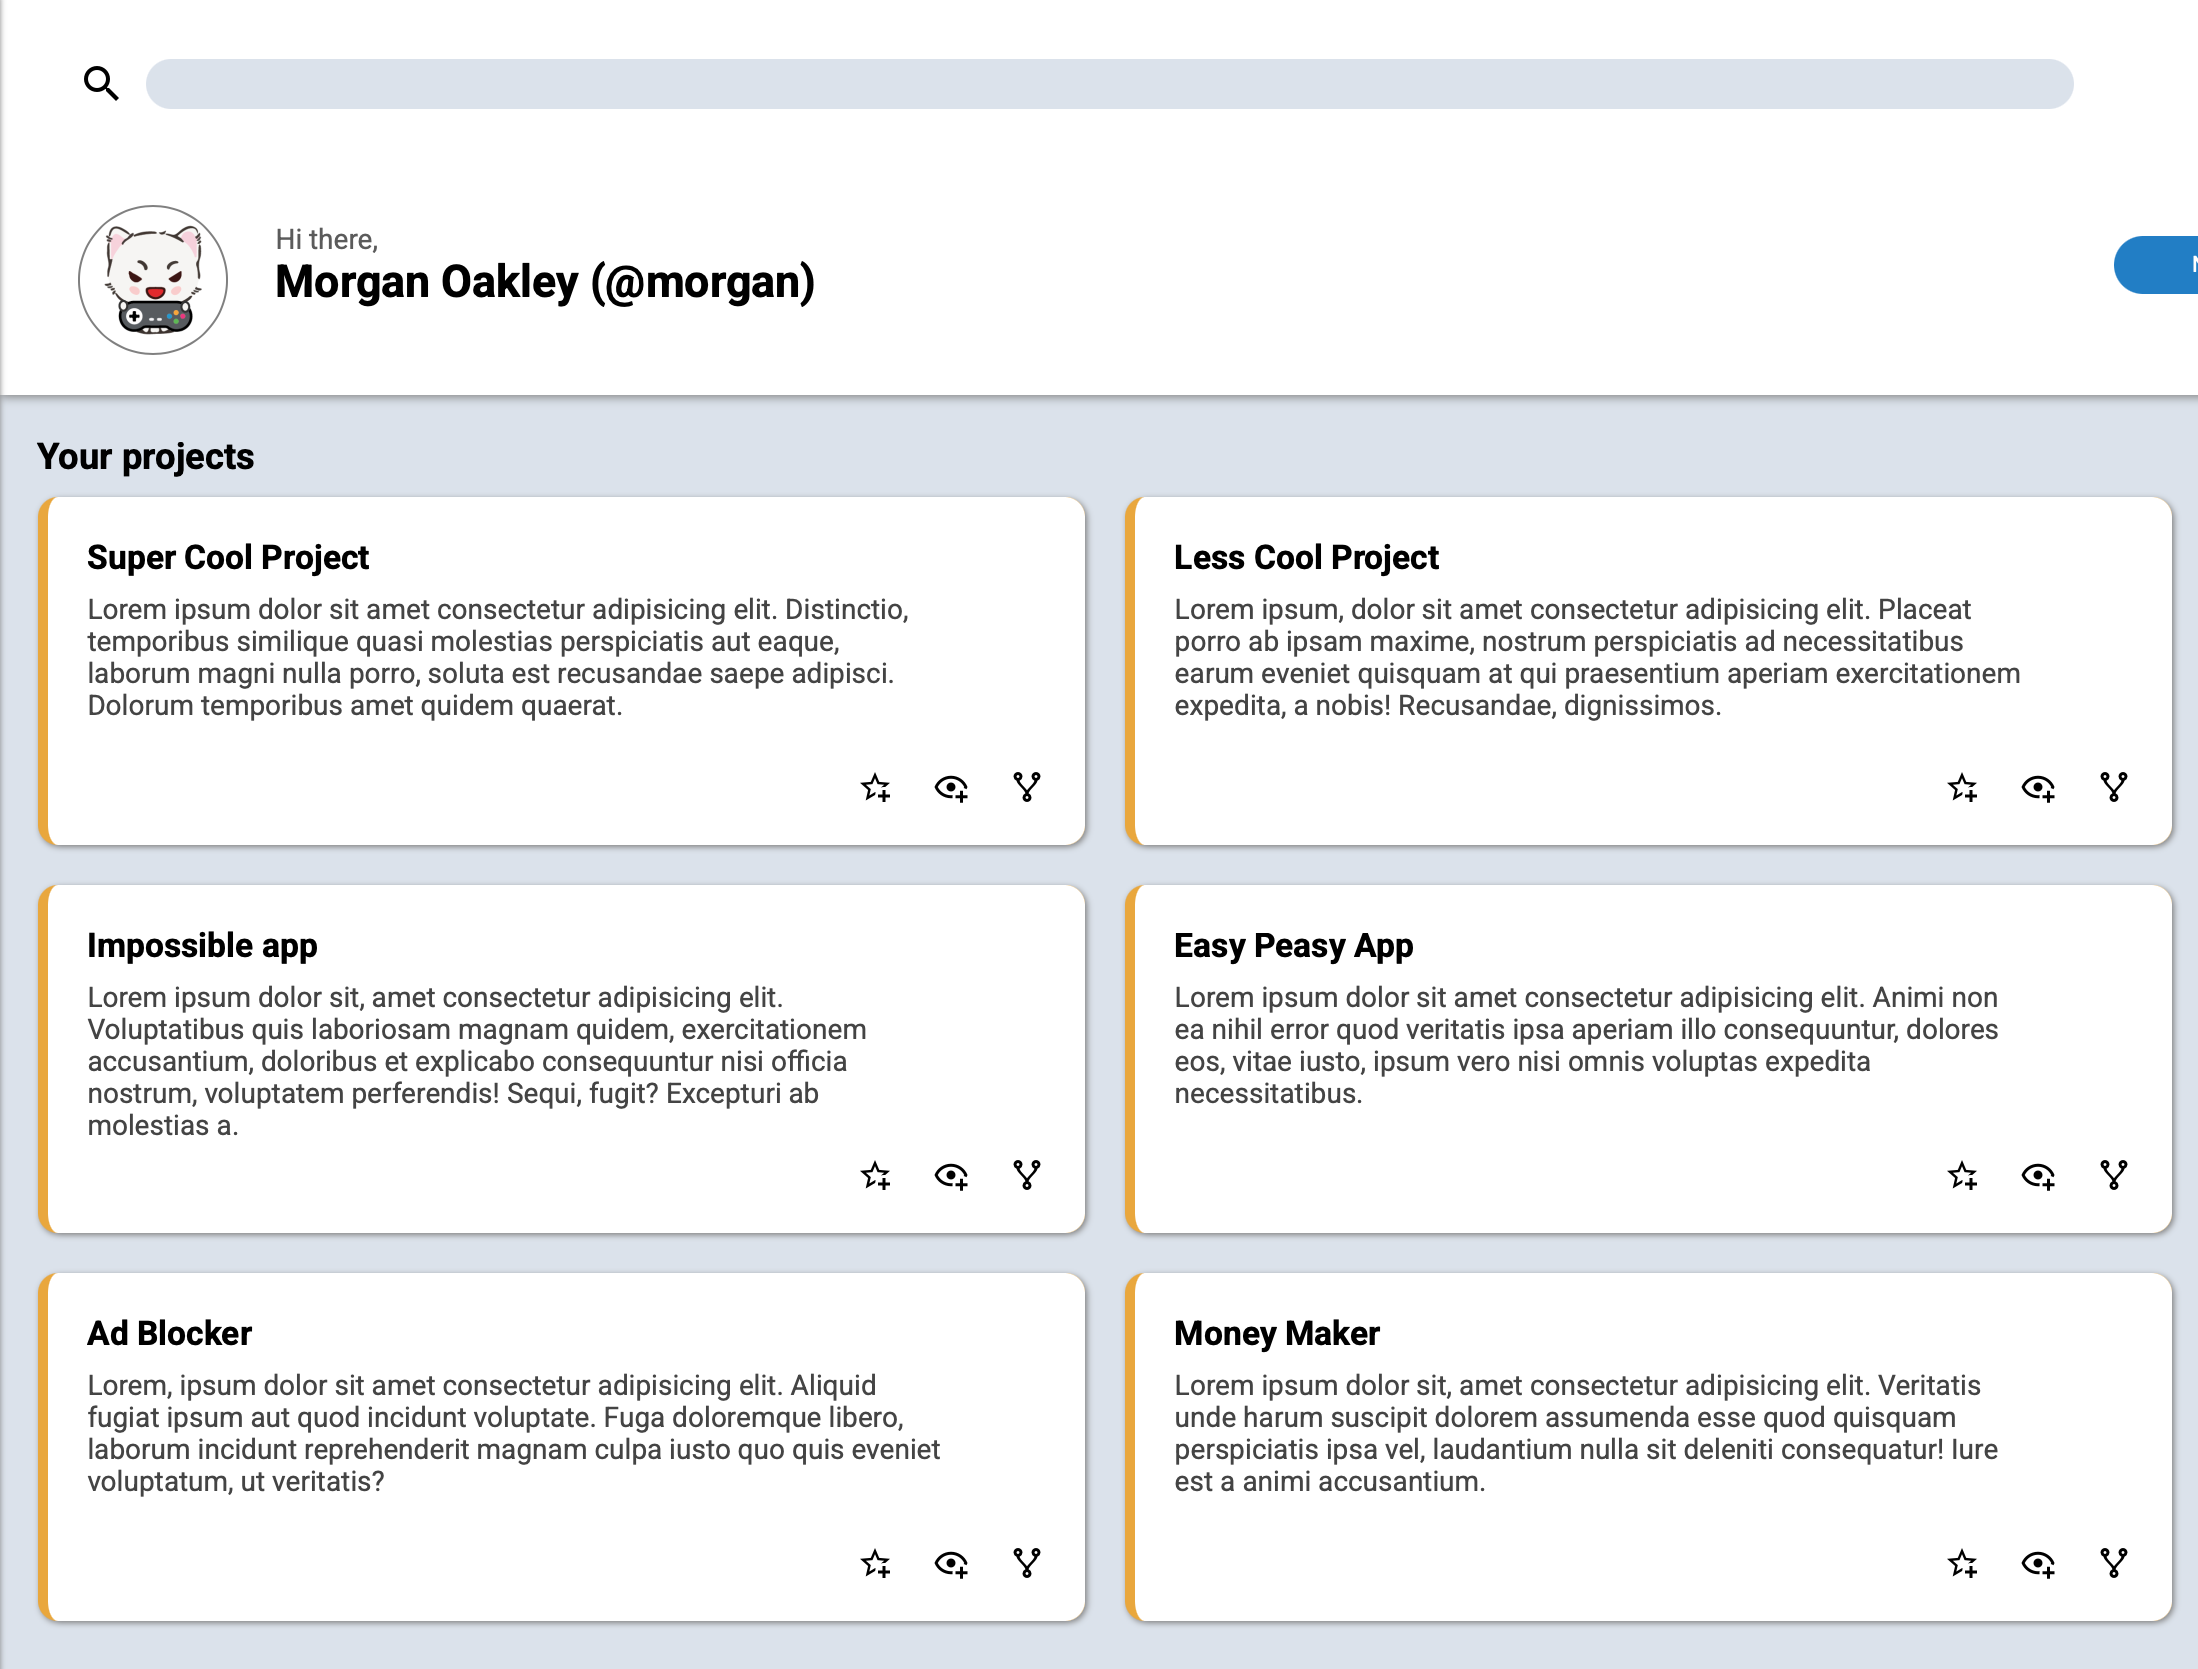 Hi there,
Morgan Oakley (@morgan)
Your projects
Super Cool Project
Lorem ipsum dolor sit amet consectetur adipisicing elit. Distinctio,
temporibus similique quasi molestias perspiciatis aut eaque,
laborum magni nulla porro, soluta est recusandae saepe adipisci.
Dolorum temporibus amet quidem quaerat.
Less Cool Project
Lorem ipsum, dolor sit amet consectetur adipisicing elit. Placeat
porro ab ipsam maxime, nostrum perspiciatis ad necessitatibus
earum eveniet quisquam at qui praesentium aperiam exercitationem
expedita, a nobis! Recusandae, dignissimos.
Impossible app
Lorem ipsum dolor sit, amet consectetur adipisicing elit.
Voluptatibus quis laboriosam magnam quidem, exercitationem
accusantium, doloribus et explicabo consequuntur nisi officia
nostrum, voluptatem perferendis! Sequi, fugit? Excepturi ab
molestias a.
Easy Peasy App
Lorem ipsum dolor sit amet consectetur adipisicing elit. Animi non
ea nihil error quod veritatis ipsa aperiam illo consequuntur, dolores
eos, vitae iusto, ipsum vero nisi omnis voluptas expedita
necessitatibus.
Ad Blocker
Lorem, ipsum dolor sit amet consectetur adipisicing elit. Aliquid
fugiat ipsum aut quod incidunt voluptate. Fuga doloremque libero,
laborum incidunt reprehenderit magnam culpa iusto quo quis eveniet
voluptatum, ut veritatis?
Money Maker
Lorem ipsum dolor sit, amet consectetur adipisicing elit. Veritatis
unde harum suscipit dolorem assumenda esse quod quisquam
perspiciatis ipsa vel, laudantium nulla sit deleniti consequatur! Iure
est a animi accusantium.